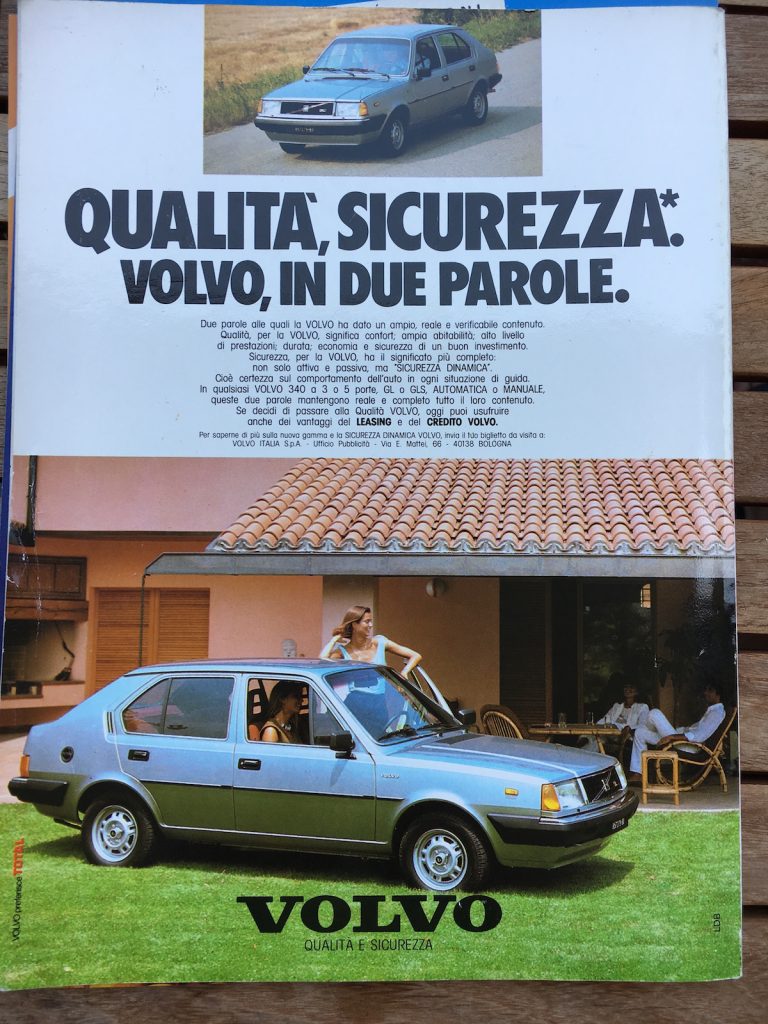 QUALITÀ, SICUREZZA*.
VOLVO, IN DUE PAROLE.
Due parole alle quali la VOLVO ha dato un ampio, reale e verificabile contenuto.
Qualità, per la VOLVO, significa confort; ampia abitabilità; alto livello
di prestazioni; durata; economia e sicurezza di un buon investimento.
Sicurezza, per la VOLVO, ha il significato più completo:
non solo attiva e passiva, ma "SICUREZZA DINAMICA".
Cioè certezza sul comportamento dell'auto in ogni situazione di guida.
In qualsiasi VOLVO 340 a 3 o 5 porte, GL o GLS, AUTOMATICA o MANUALE,
queste due parole mantengono reale e completo tutto il loro contenuto.
Se decidi di passare alla Qualità VOLVO, oggi puoi usufruire
anche dei vantaggi del LEASING e del CREDITO VOLVO.
Per saperne di più sulla nuova gamma e la SICUREZZA DINAMICA VOLVO, invia il tuo biglietto da visita a:
VOLVO ITALIA S.p.A. - Ufficio Pubblicità - Via E. Mattei, 66 - 40138 BOLOGNA
VOLVO preferisce TOTAL
VOLVO
QUALITÀ E SICUREZZA
L.D.B